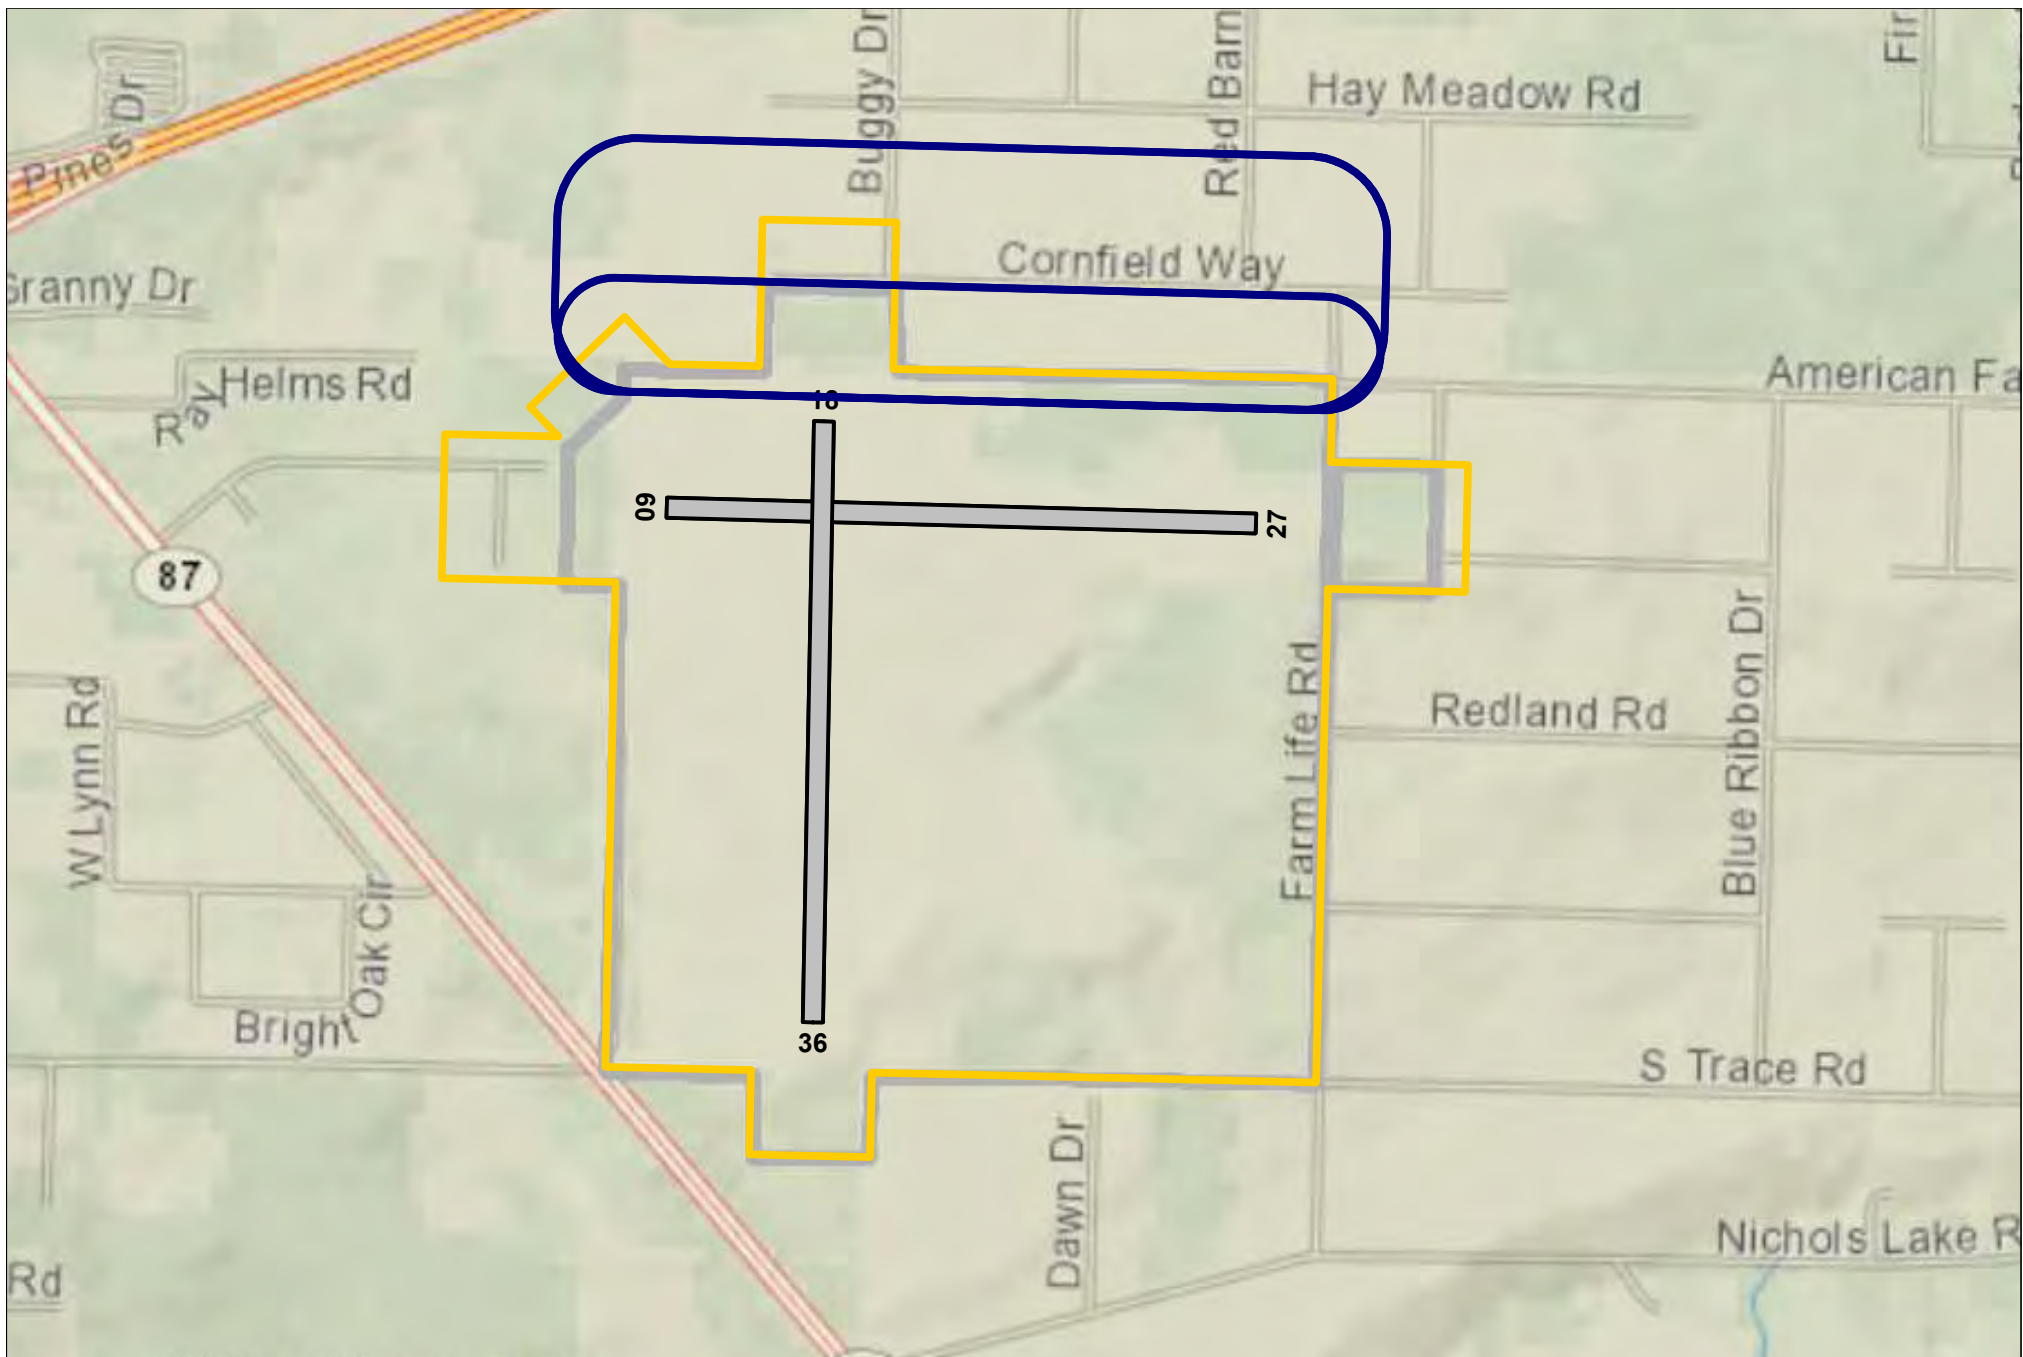 Buggy Dr
Red Barn
Fir
Hay Meadow Rd
Pines Dr
Granny Dr
Cornfield Way
Ray Helms Rd
American Fa
18
09
27
87
W Lynn Rd
Farm Life Rd
Redland Rd
Blue Ribbon Dr
Bright Oak Cir
36
S Trace Rd
Dawn Dr
Nichols Lake R
Rd